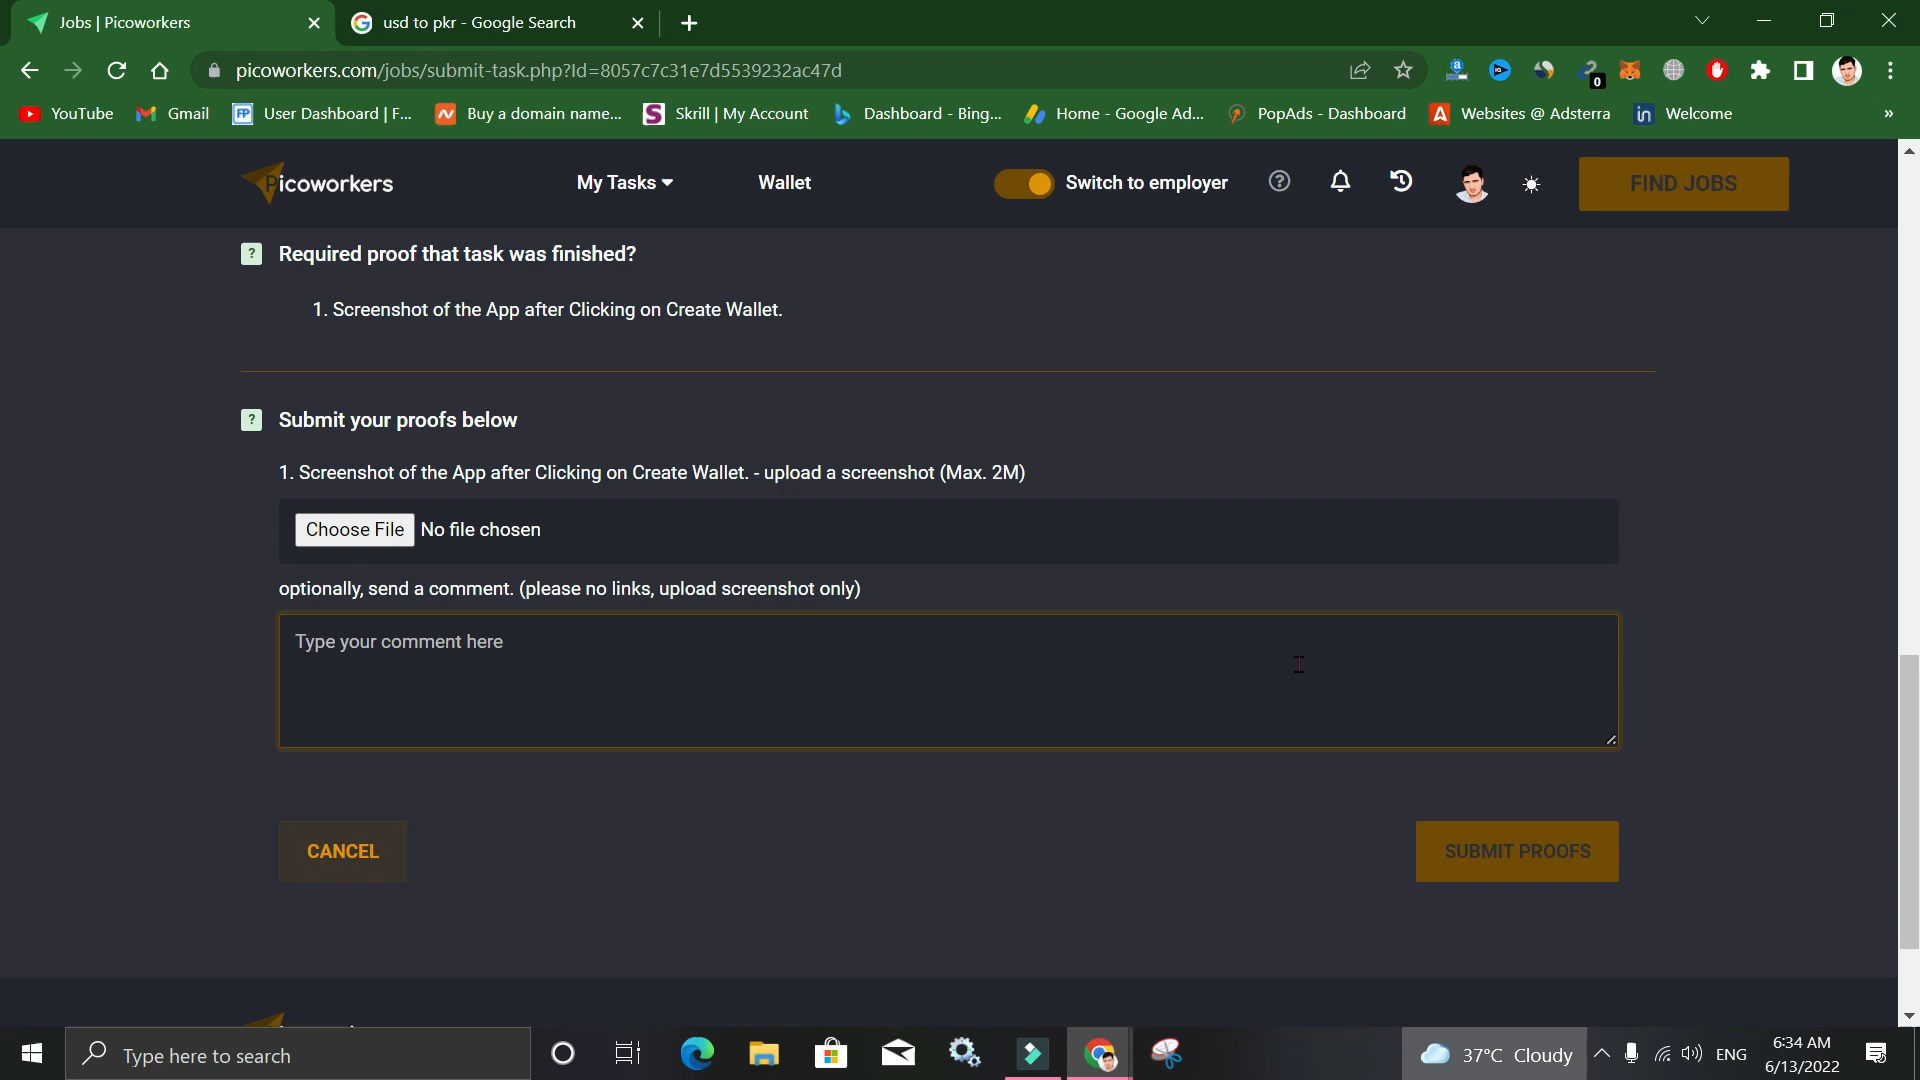 Jobs | Picoworkers
usd to pkr - Google Search
picoworkers.com/jobs/submit-task.php?Id=8057c7c31e7d5539232ac47d
0
YouTube
Gmail
User Dashboard | F...
Buy a domain name...
Skrill | My Account
Dashboard - Bing...
Home - Google Ad...
PopAds - Dashboard
Websites @ Adsterra
Welcome
»
Picoworkers
My Tasks
Wallet
Switch to employer
FIND JOBS
? Required proof that task was finished?
1. Screenshot of the App after Clicking on Create Wallet.
? Submit your proofs below
1. Screenshot of the App after Clicking on Create Wallet. - upload a screenshot (Max. 2M)
Choose File No file chosen
optionally, send a comment. (please no links, upload screenshot only)
Type your comment here
CANCEL
SUBMIT PROOFS
Type here to search
37°C Cloudy
ENG
6:34 AM
6/13/2022